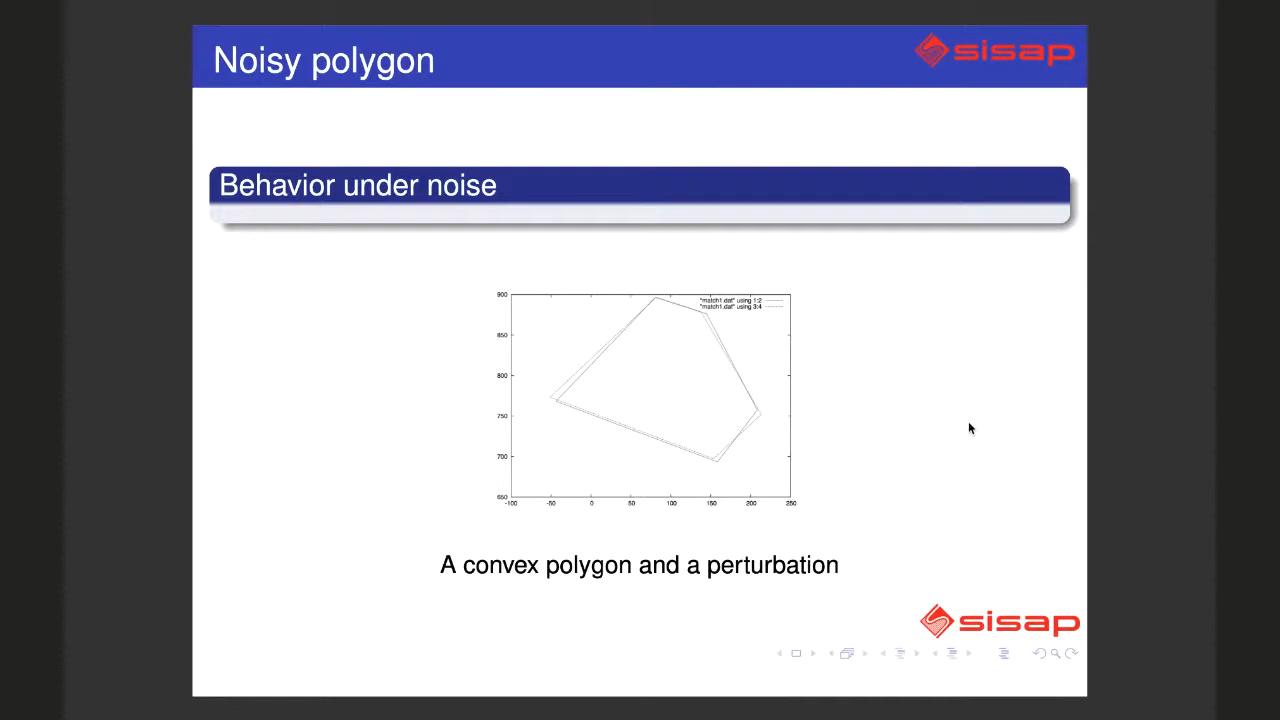 Noisy polygon
sisap
Behavior under noise
"match1.dat" using 1:2
"match1.dat" using 3:4
900
850
800
750
700
650
-100 -50 0 50 100 150 200 250
A convex polygon and a perturbation
sisap